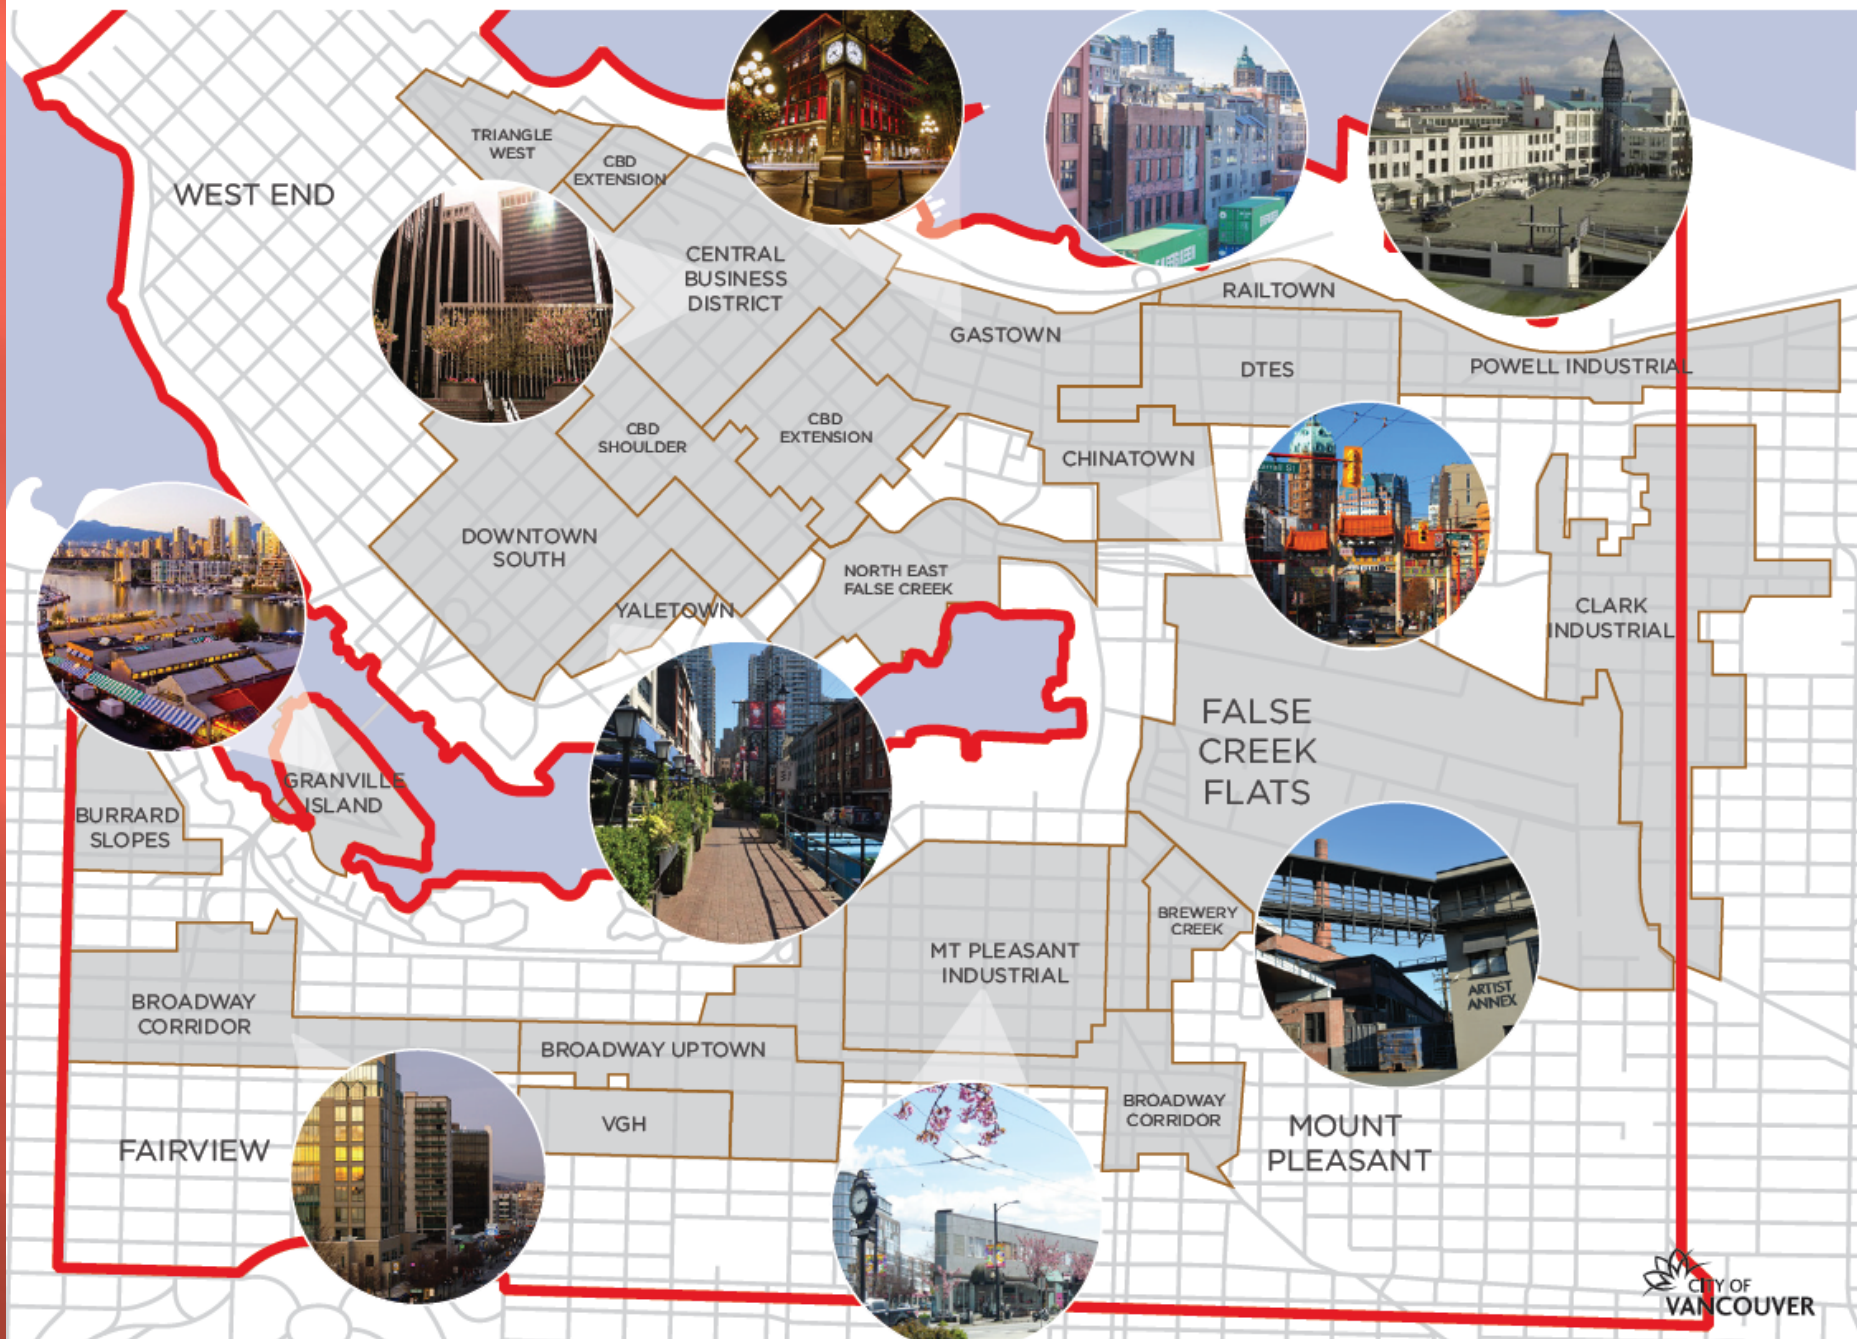 TRIANGLE
WEST
CBD
EXTENSION
WEST END
CENTRAL
BUSINESS
DISTRICT
RAILTOWN
GASTOWN
DTES
POWELL INDUSTRIAL
CBD
SHOULDER
CBD
EXTENSION
CHINATOWN
DOWNTOWN
SOUTH
YALETOWN
NORTH EAST
FALSE CREEK
CLARK
INDUSTRIAL
FALSE
CREEK
FLATS
GRANVILLE
ISLAND
BURRARD
SLOPES
BREWERY
CREEK
MT PLEASANT
INDUSTRIAL
ARTIST
ANNEX
BROADWAY
CORRIDOR
BROADWAY UPTOWN
VGH
BROADWAY
CORRIDOR
FAIRVIEW
MOUNT
PLEASANT
CITY OF
VANCOUVER